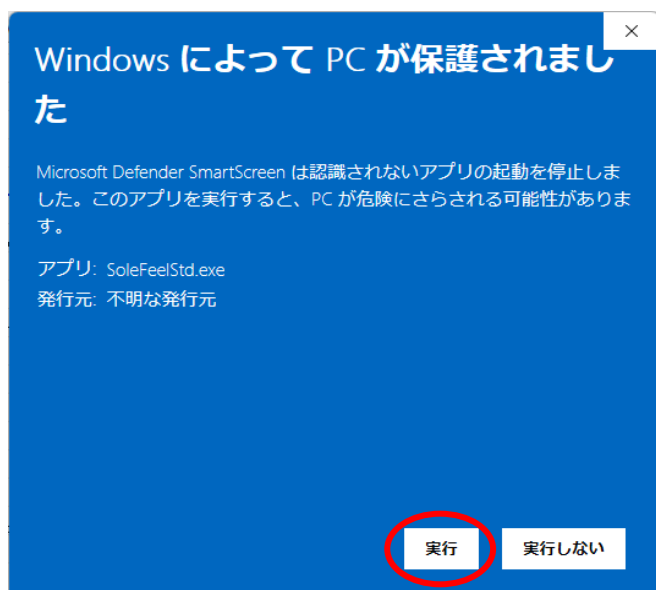 Windows によって PC が保護されまし
た
Microsoft Defender SmartScreen は認識されないアプリの起動を停止しま
した。このアプリを実行すると、PC が危険にさらされる可能性がありま
す。
アプリ: SoleFeelStd.exe
発行元: 不明な発行元
実行 実行しない